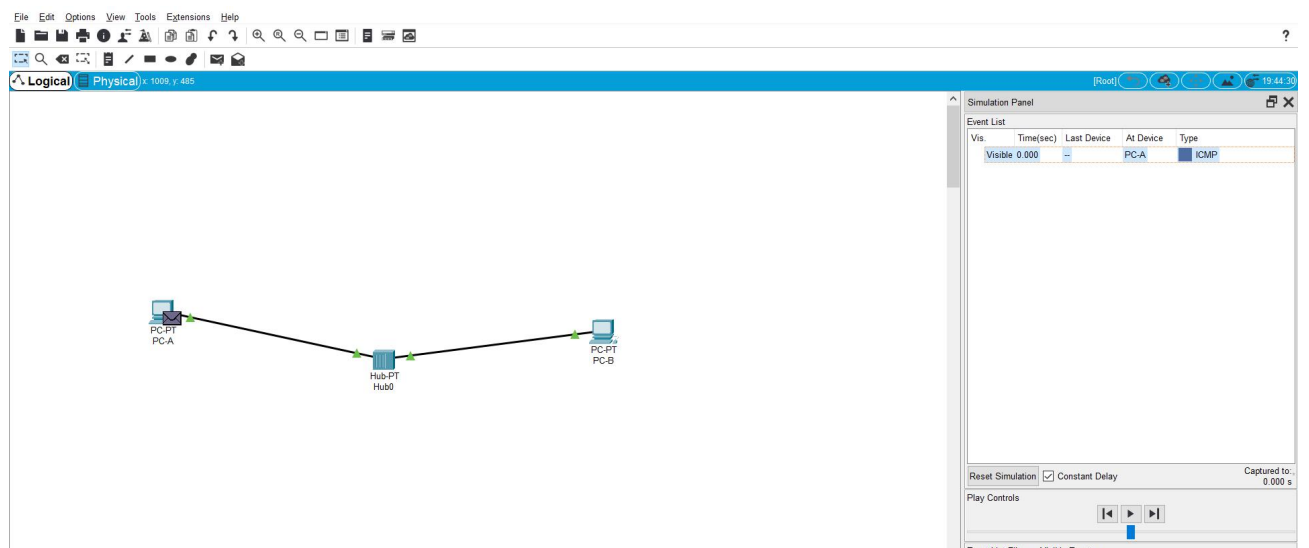 File Edit Options View Tools Extensions Help
?
Logical Physical x: 1009, y: 485 [Root] 19:44:30
Simulation Panel
Event List
Vis. Time(sec) Last Device At Device Type
Visible 0.000 -- PC-A ICMP
PC-PT
PC-A
PC-PT
PC-B
Hub-PT
Hub0
Reset Simulation Constant Delay Captured to:
0.000 s
Play Controls